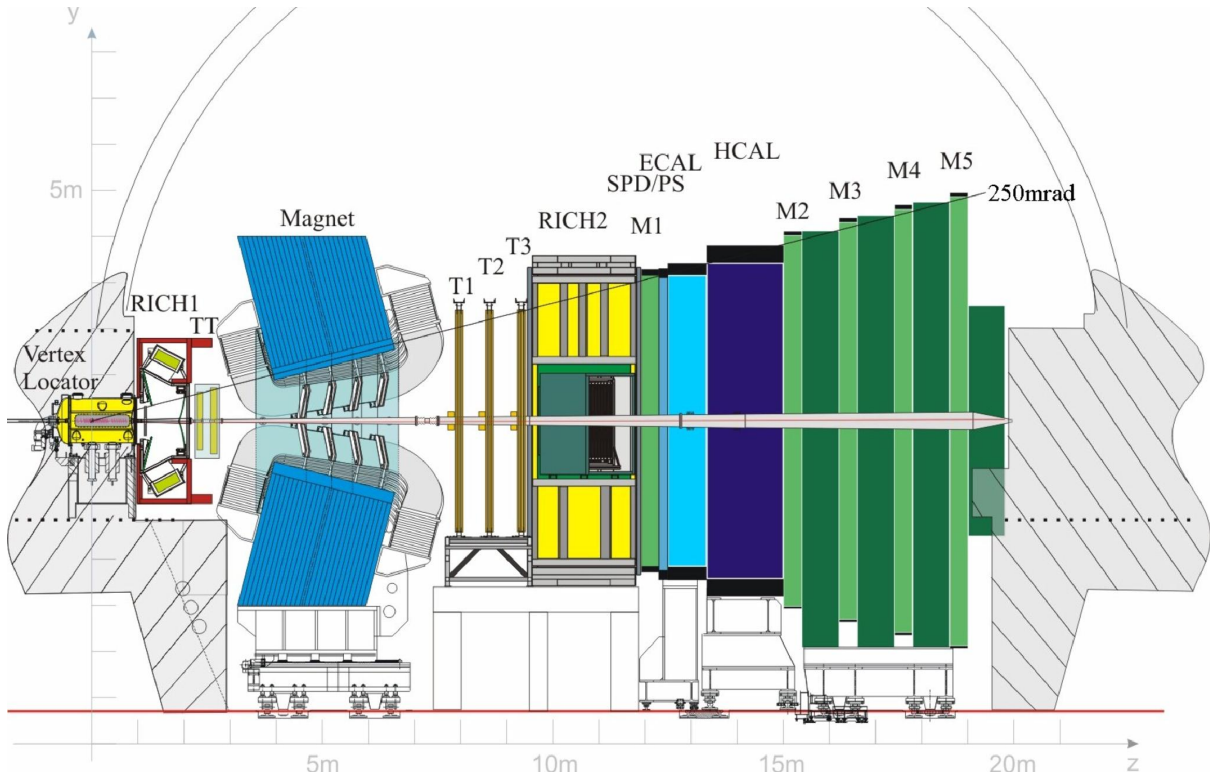 y
5m
Vertex
Locator
RICH1
TT
Magnet
T1
T2
T3
RICH2
M1
SPD/PS
ECAL
HCAL
M2
M3
M4
M5
250mrad
5m
10m
15m
20m
z